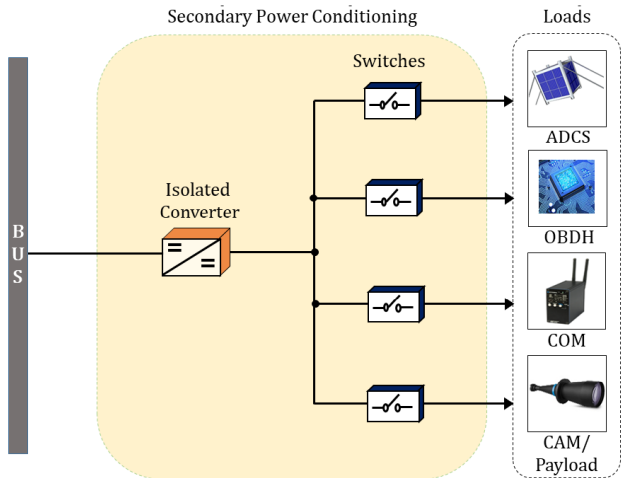 Secondary Power Conditioning
Loads
Switches
ADCS
Isolated
Converter
OBDH
B
U
S
COM
CAM/
Payload